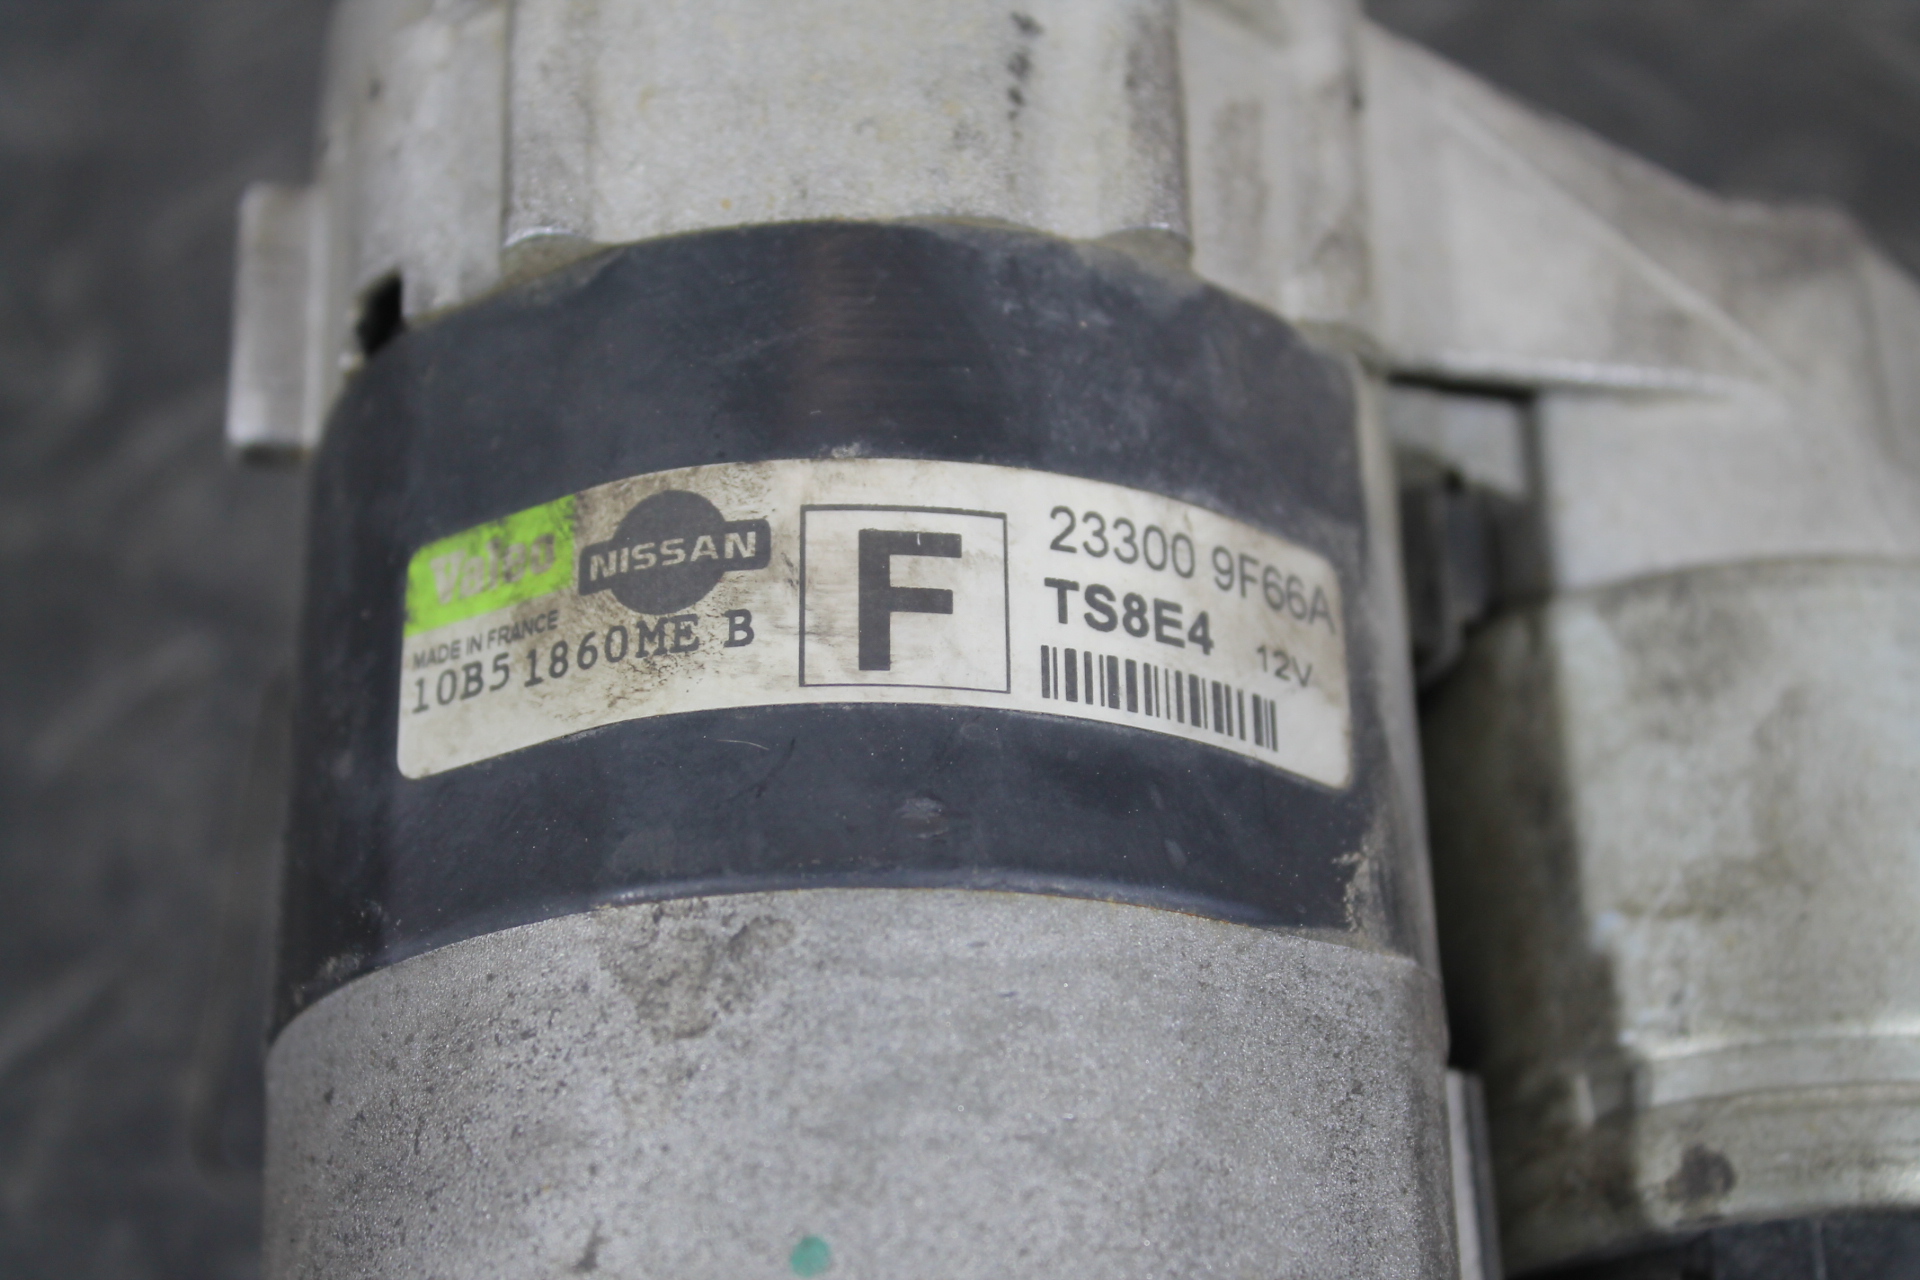 Valeo
NISSAN
MADE IN FRANCE
10B51860ME B
F
23300 9F66A
TS8E4
12V